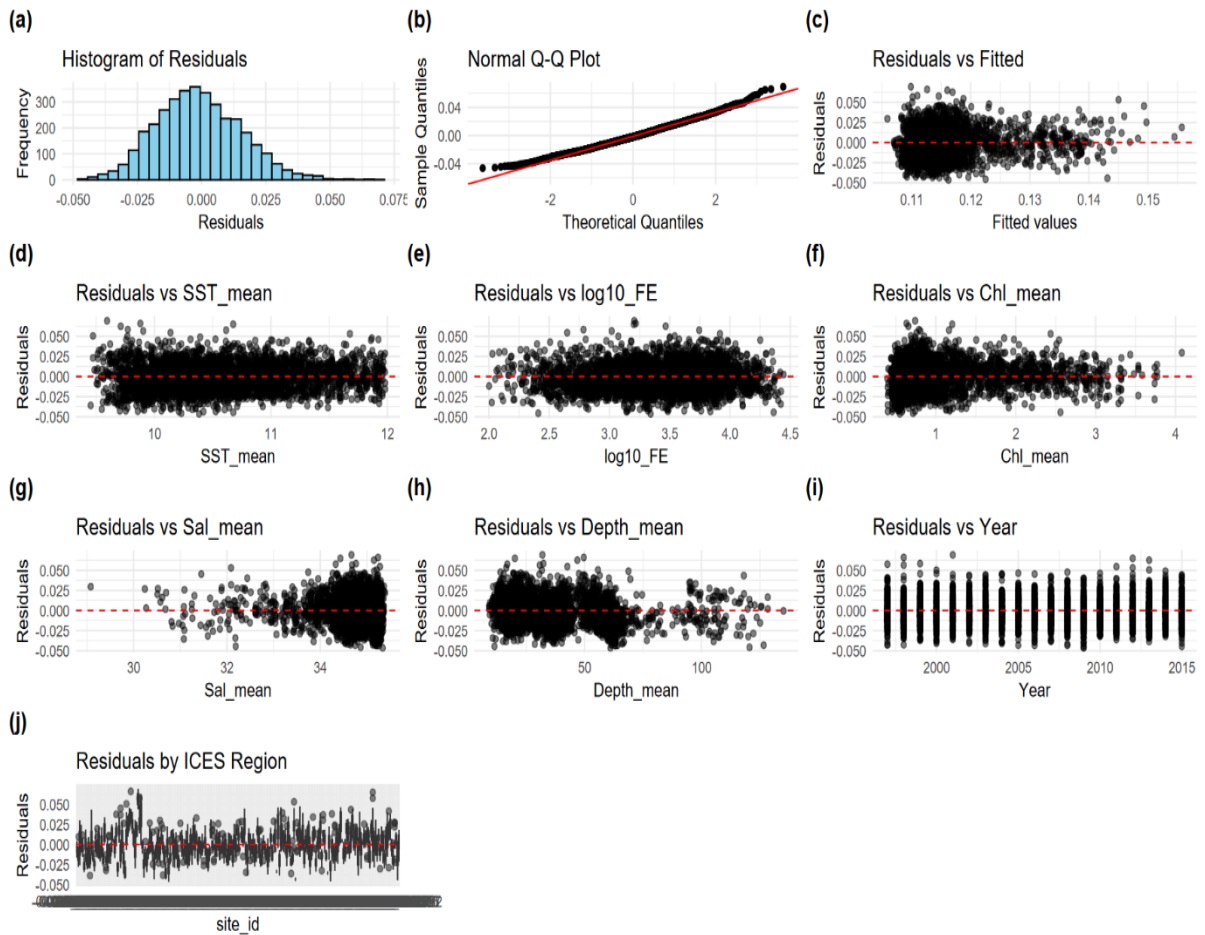 (a)
Histogram of Residuals
Frequency
300
200
100
0
-0.050 -0.025 0.000 0.025 0.050 0.075
Residuals
(b)
Normal Q-Q Plot
Sample Quantiles
0.04
0.00
-0.04
-2 0 2
Theoretical Quantiles
(c)
Residuals vs Fitted
Residuals
0.050
0.025
0.000
-0.025
-0.050
0.11 0.12 0.13 0.14 0.15
Fitted values
(d)
Residuals vs SST_mean
Residuals
0.050
0.025
0.000
-0.025
-0.050
10 11 12
SST_mean
(e)
Residuals vs log10_FE
Residuals
0.050
0.025
0.000
-0.025
-0.050
2.0 2.5 3.0 3.5 4.0 4.5
log10_FE
(f)
Residuals vs Chl_mean
Residuals
0.050
0.025
0.000
-0.025
-0.050
1 2 3 4
Chl_mean
(g)
Residuals vs Sal_mean
Residuals
0.050
0.025
0.000
-0.025
-0.050
30 32 34
Sal_mean
(h)
Residuals vs Depth_mean
Residuals
0.050
0.025
0.000
-0.025
-0.050
50 100
Depth_mean
(i)
Residuals vs Year
Residuals
0.050
0.025
0.000
-0.025
-0.050
2000 2005 2010 2015
Year
(j)
Residuals by ICES Region
Residuals
0.050
0.025
0.000
-0.025
-0.050
site_id